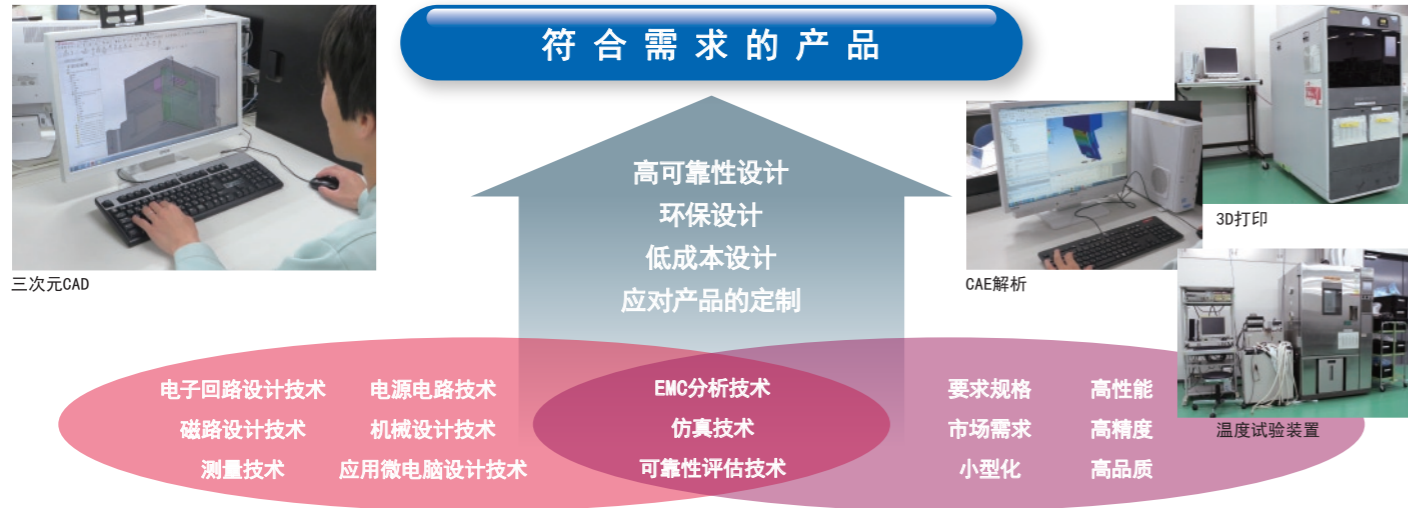 符合需求的产品
高可靠性设计
环保设计
低成本设计
应对产品的定制
三次元CAD
3D打印
CAE解析
温度试验装置
电子回路设计技术 电源电路技术
磁路设计技术 机械设计技术
测量技术 应用微电脑设计技术
EMC分析技术
仿真技术
可靠性评估技术
要求规格 高性能
市场需求 高精度
小型化 高品质